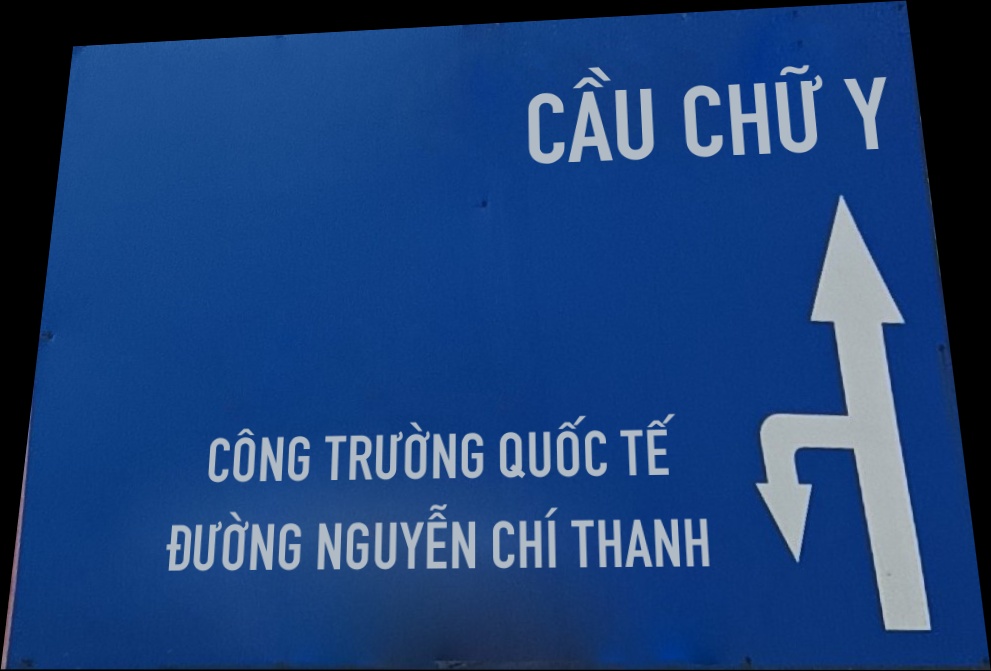 CẦU CHỮ Y
CÔNG TRƯỜNG QUỐC TẾ
ĐƯỜNG NGUYỄN CHÍ THANH